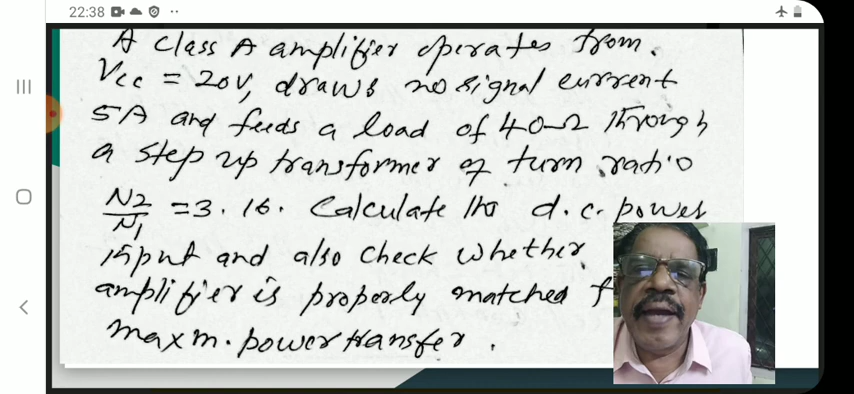 22:38
A Class A amplifier operates from.
Vcc = 20V, draws no signal current
5A and feeds a load of 40Ω through
a step up transformer of turn ratio
N2/N1 = 3.16. Calculate the d.c. power
input and also check whether
amplifier is properly matched f
maxm. power transfer.